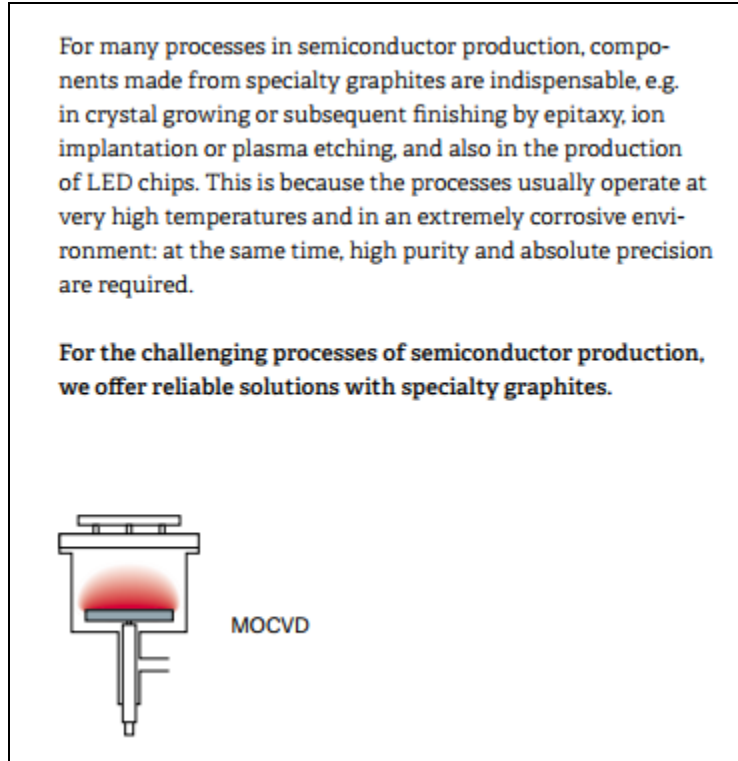 For many processes in semiconductor production, compo-
nents made from specialty graphites are indispensable, e.g.
in crystal growing or subsequent finishing by epitaxy, ion
implantation or plasma etching, and also in the production
of LED chips. This is because the processes usually operate at
very high temperatures and in an extremely corrosive envi-
ronment: at the same time, high purity and absolute precision
are required.
For the challenging processes of semiconductor production,
we offer reliable solutions with specialty graphites.
MOCVD